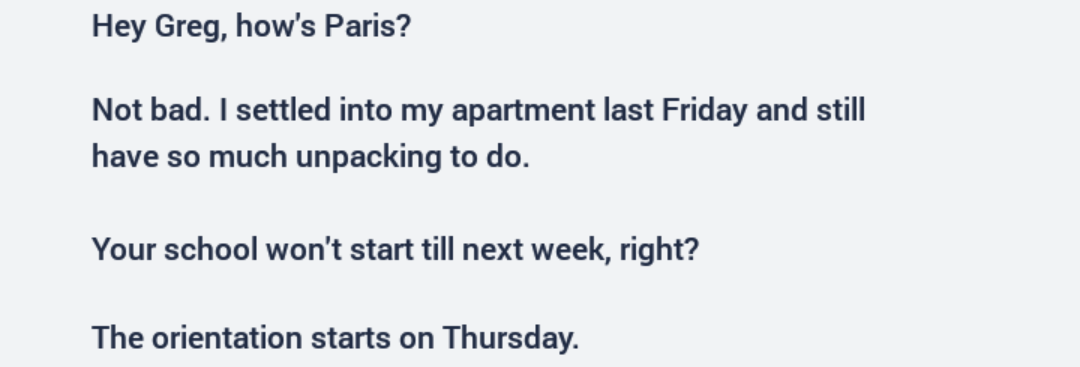 Hey Greg, how's Paris?
Not bad. I settled into my apartment last Friday and still
have so much unpacking to do.
Your school won't start till next week, right?
The orientation starts on Thursday.